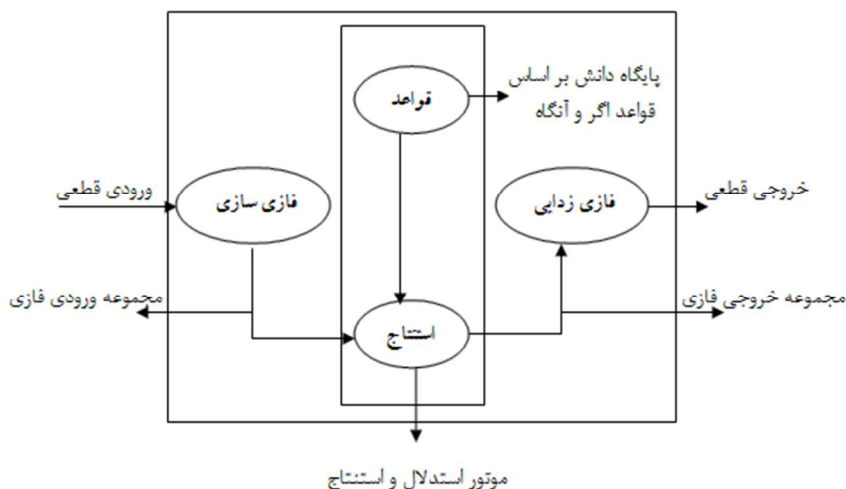 پایگاه دانش بر اساس
قواعد اگر و آنگاه
قواعد
خروجی قطعی
فازی زدایی
فازی سازی
ورودی قطعی
مجموعه خروجی فازی
مجموعه ورودی فازی
استنتاج
موتور استدلال و استنتاج